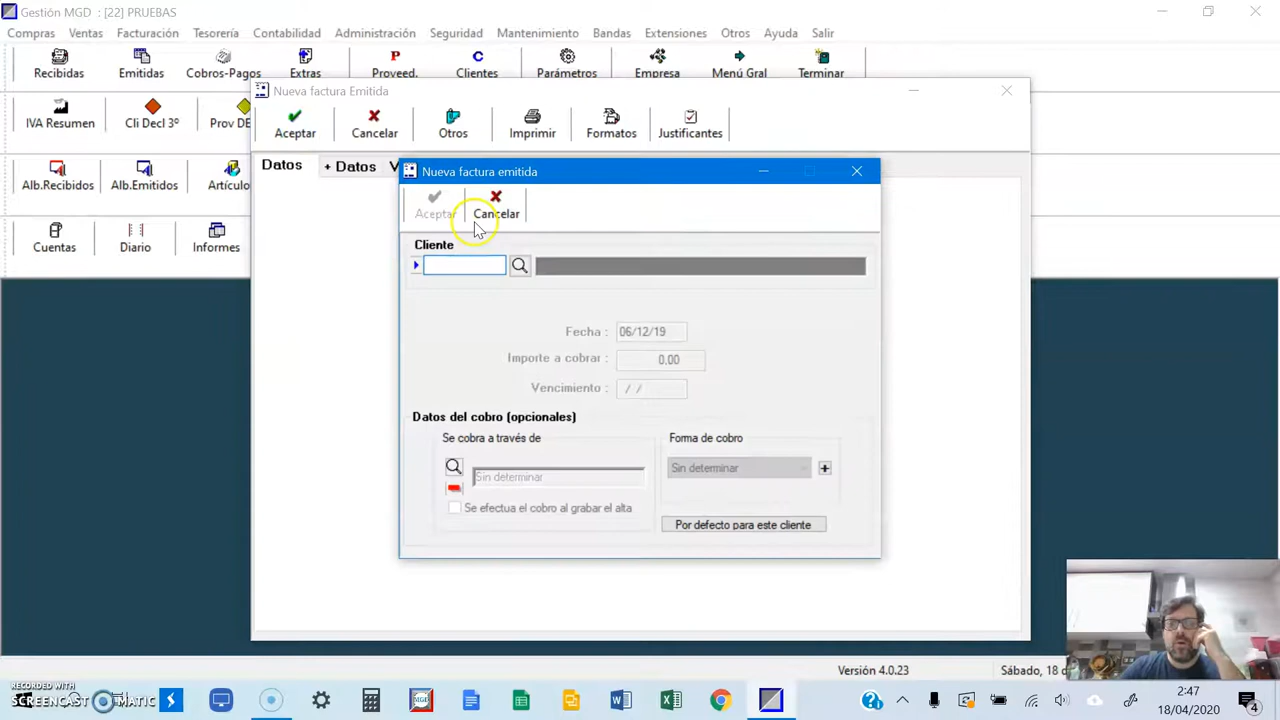 Gestión MGD : [22] PRUEBAS
Compras Ventas Facturación Tesorería Contabilidad Administración Seguridad Mantenimiento Bandas Extensiones Otros Ayuda Salir
Recibidas Emitidas Cobros-Pagos Extras Proveed. Clientes Parámetros Empresa Menú Gral Terminar
Nueva factura Emitida
IVA Resumen Cli Decl 3º Prov DE
Aceptar Cancelar Otros Imprimir Formatos Justificantes
Datos + Datos V
Alb.Recibidos Alb.Emitidos Artículo
Nueva factura emitida
Aceptar Cancelar
Cuentas Diario Informes
Cliente
Fecha : 06/12/19
Importe a cobrar : 0.00
Vencimiento : / /
Datos del cobro (opcionales)
Se cobra a través de
Forma de cobro
Sin determinar
Sin determinar
Se efectua el cobro al grabar el alta
Por defecto para este cliente
Versión 4.0.23
Sábado, 18 d
RECORDED WITH
SCREENCAST MATIC
2:47
18/04/2020
4